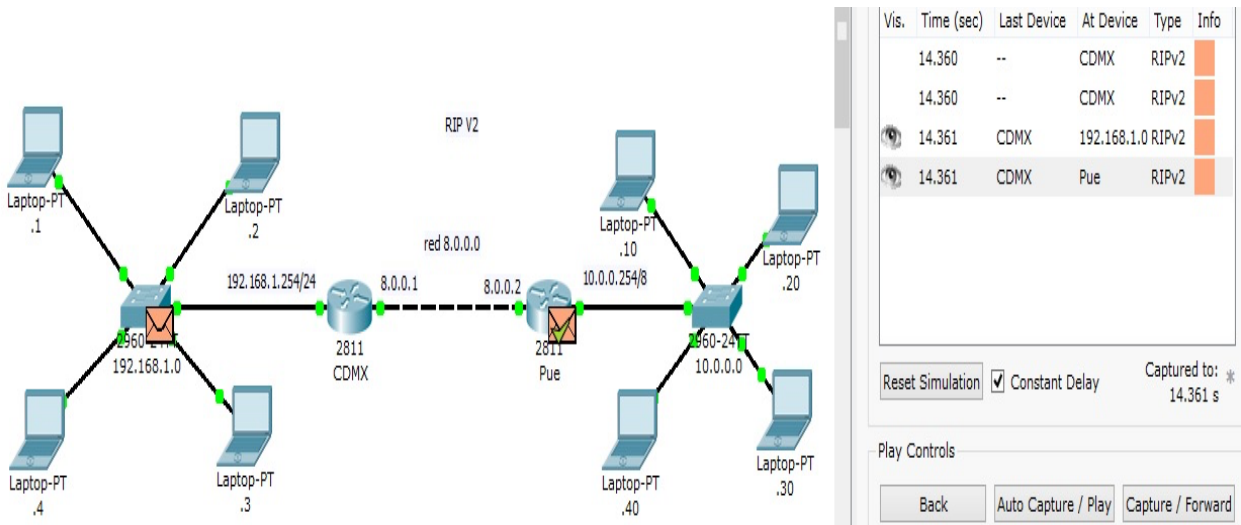 RIP V2
red 8.0.0.0
Laptop-PT
.1
Laptop-PT
.2
192.168.1.254/24
8.0.0.1
8.0.0.2
10.0.0.254/8
Laptop-PT
.10
Laptop-PT
.20
192.168.1.0
2811
CDMX
2811
Pue
2960-24TT
10.0.0.0
Laptop-PT
.4
Laptop-PT
.3
Laptop-PT
.40
Laptop-PT
.30
Vis. Time (sec) Last Device At Device Type Info
14.360 -- CDMX RIPv2
14.360 -- CDMX RIPv2
14.361 CDMX 192.168.1.0 RIPv2
14.361 CDMX Pue RIPv2
Reset Simulation Constant Delay Captured to: *
14.361 s
Play Controls
Back Auto Capture / Play Capture / Forward